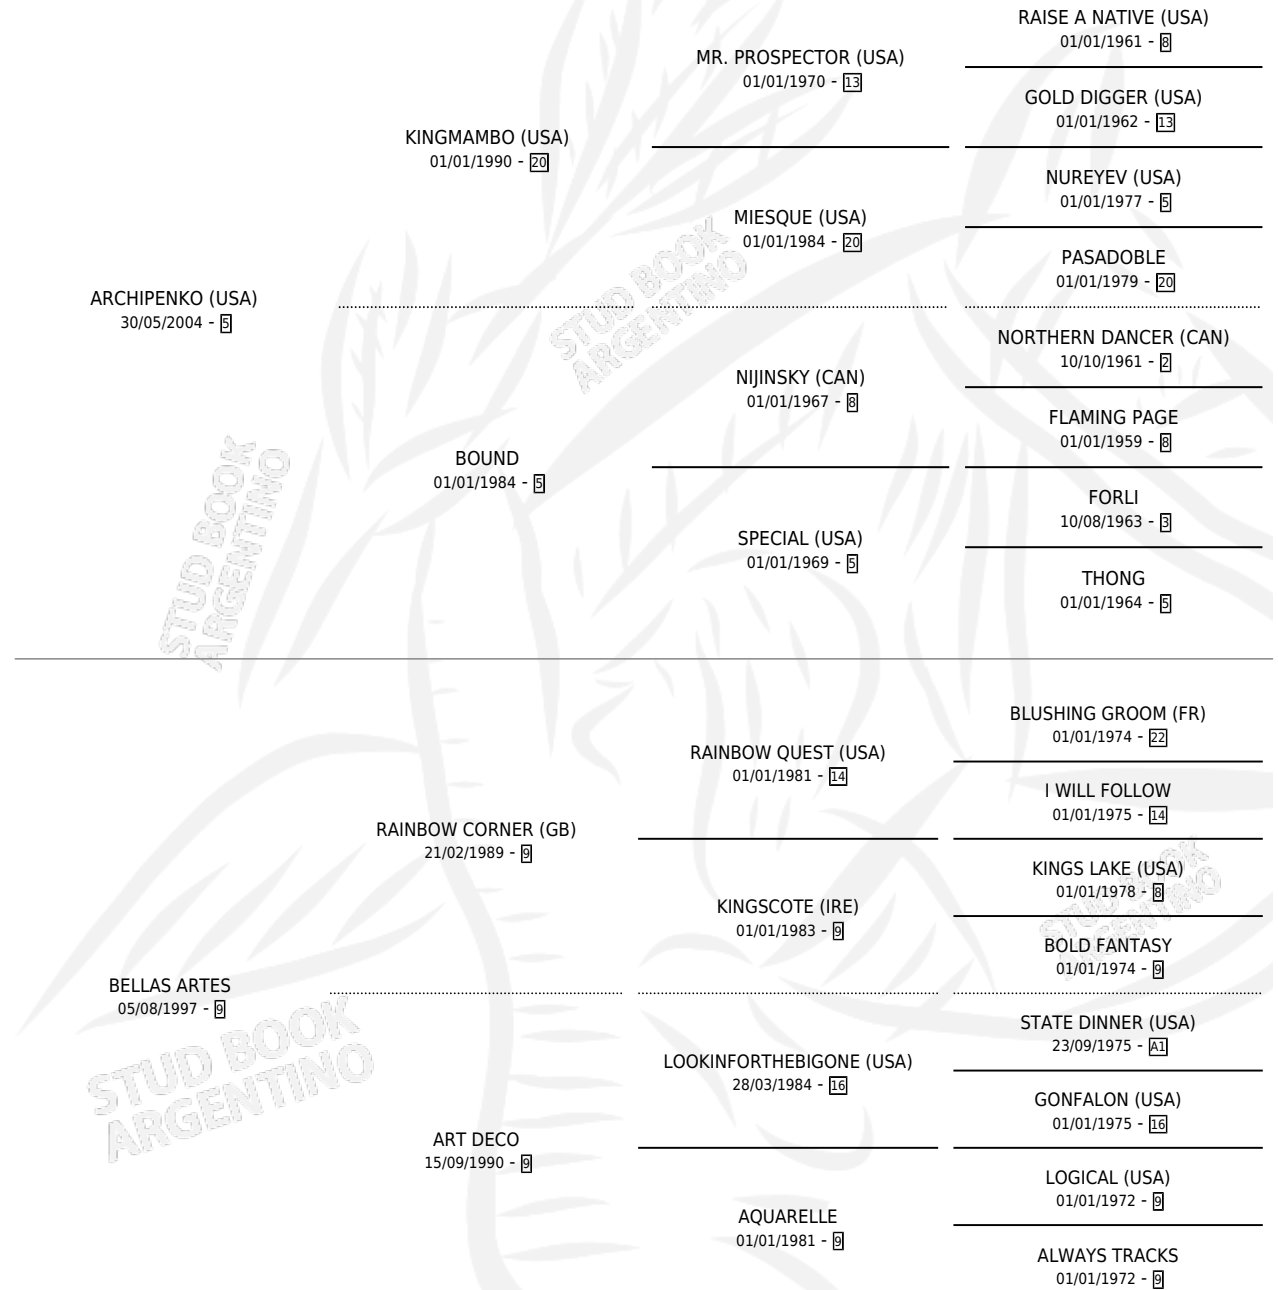 RAISE A NATIVE (USA)
01/01/1961 - 8
MR. PROSPECTOR (USA)
01/01/1970 - 13
GOLD DIGGER (USA)
01/01/1962 - 13
KINGMAMBO (USA)
01/01/1990 - 20
NUREYEV (USA)
01/01/1977 - 5
MIESQUE (USA)
01/01/1984 - 20
PASADOBLE
01/01/1979 - 20
ARCHIPENKO (USA)
30/05/2004 - 5
NORTHERN DANCER (CAN)
10/10/1961 - 2
NIJINSKY (CAN)
01/01/1967 - 8
FLAMING PAGE
01/01/1959 - 8
BOUND
01/01/1984 - 5
FORLI
10/08/1963 - 3
SPECIAL (USA)
01/01/1969 - 5
THONG
01/01/1964 - 5
STUD BOOK
ARGENTINO
STUD BOOK
ARGENTINO
BLUSHING GROOM (FR)
01/01/1974 - 22
RAINBOW QUEST (USA)
01/01/1981 - 14
I WILL FOLLOW
01/01/1975 - 14
RAINBOW CORNER (GB)
21/02/1989 - 9
KINGS LAKE (USA)
01/01/1978 - 8
KINGSCOTE (IRE)
01/01/1983 - 9
BOLD FANTASY
01/01/1974 - 9
BELLAS ARTES
05/08/1997 - 9
STATE DINNER (USA)
23/09/1975 - A1
LOOKINFORTHEBIGONE (USA)
28/03/1984 - 16
GONFALON (USA)
01/01/1975 - 16
ART DECO
15/09/1990 - 9
LOGICAL (USA)
01/01/1972 - 9
AQUARELLE
01/01/1981 - 9
ALWAYS TRACKS
01/01/1972 - 9
STUD BOOK
ARGENTINO
STUD BOOK
ARGENTINO